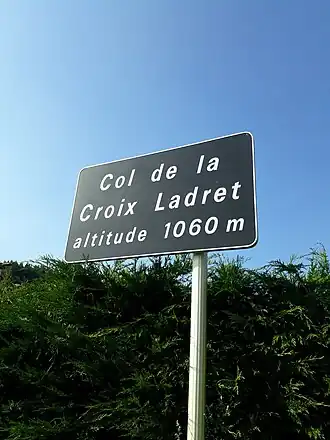 Col de la
Croix Ladret
altitude 1060 m